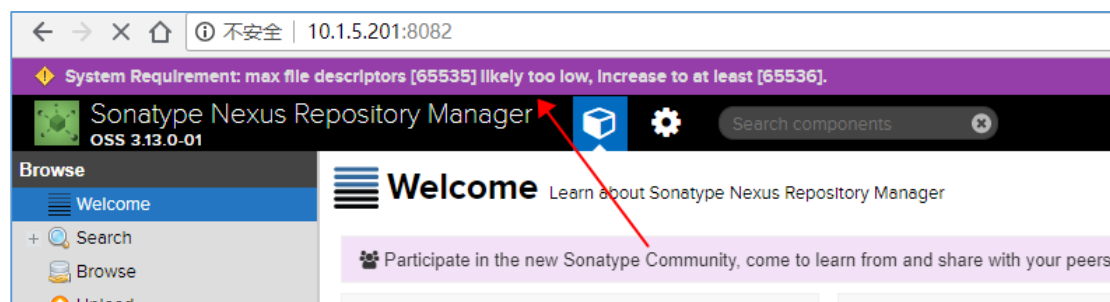 不安全 | 10.1.5.201:8082
System Requirement: max file descriptors [65535] likely too low, increase to at least [65536].
Sonatype Nexus Repository Manager
OSS 3.13.0-01
Search components
Browse
Welcome
Welcome Learn about Sonatype Nexus Repository Manager
Search
Participate in the new Sonatype Community, come to learn from and share with your peers
Browse